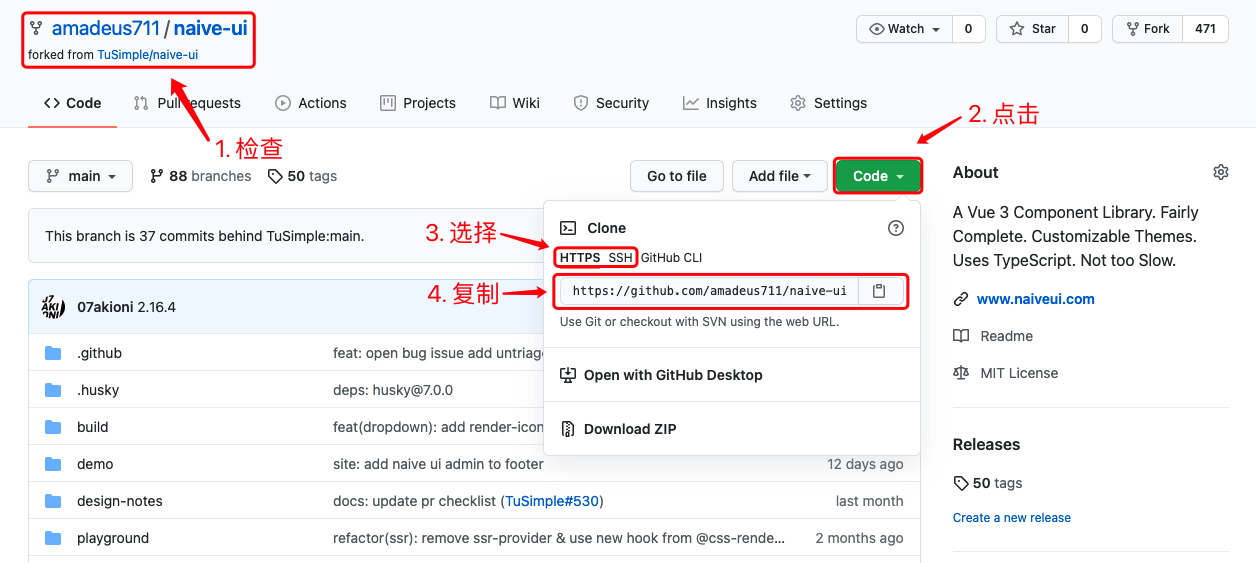 amadeus711 / naive-ui
forked from TuSimple/naive-ui
Watch 0
Star 0
Fork 471
Code
Pull requests
Actions
Projects
Wiki
Security
Insights
Settings
1. 检查
2. 点击
main
88 branches
50 tags
Go to file
Add file
Code
This branch is 37 commits behind TuSimple:main.
Clone
3. 选择
HTTPS SSH GitHub CLI
4. 复制
https://github.com/amadeus711/naive-ui
Use Git or checkout with SVN using the web URL.
Open with GitHub Desktop
Download ZIP
07akioni 2.16.4
.github feat: open bug issue add untriage
.husky deps: husky@7.0.0
build feat(dropdown): add render-icon
demo site: add naive ui admin to footer 12 days ago
design-notes docs: update pr checklist (TuSimple#530) last month
playground refactor(ssr): remove ssr-provider & use new hook from @css-rende... 2 months ago
About
A Vue 3 Component Library. Fairly
Complete. Customizable Themes.
Uses TypeScript. Not too Slow.
www.naiveui.com
Readme
MIT License
Releases
50 tags
Create a new release